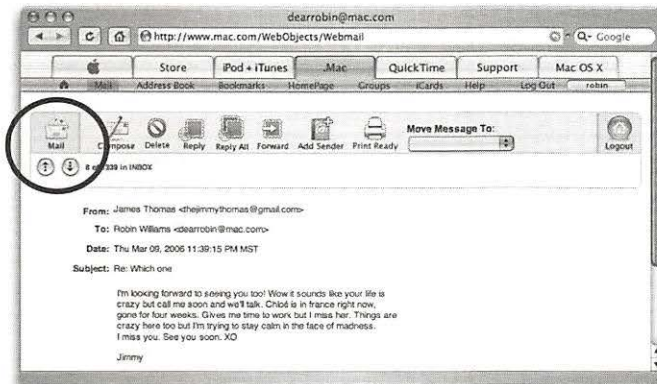 dearrobin@mac.com
http://www.mac.com/WebObjects/Webmail
Google
Store iPod + iTunes .Mac QuickTime Support Mac OS X
Mail Address Book Bookmarks HomePage Groups iCards Help Log Out robin
Mail Compose Delete Reply Reply All Forward Add Sender Print Ready Move Message To: Logout
8 of 339 in INBOX
From: James Thomas <thejimmythomas@gmail.com>
To: Robin Williams <dearrobin@mac.com>
Date: Thu Mar 09, 2006 11:39:15 PM MST
Subject: Re: Which one
I'm looking forward to seeing you too! Wow it sounds like your life is
crazy but call me soon and we'll talk. Chloé is in france right now,
gone for four weeks. Gives me time to work but I miss her. Things are
crazy here too but I'm trying to stay calm in the face of madness.
I miss you. See you soon. XO
Jimmy